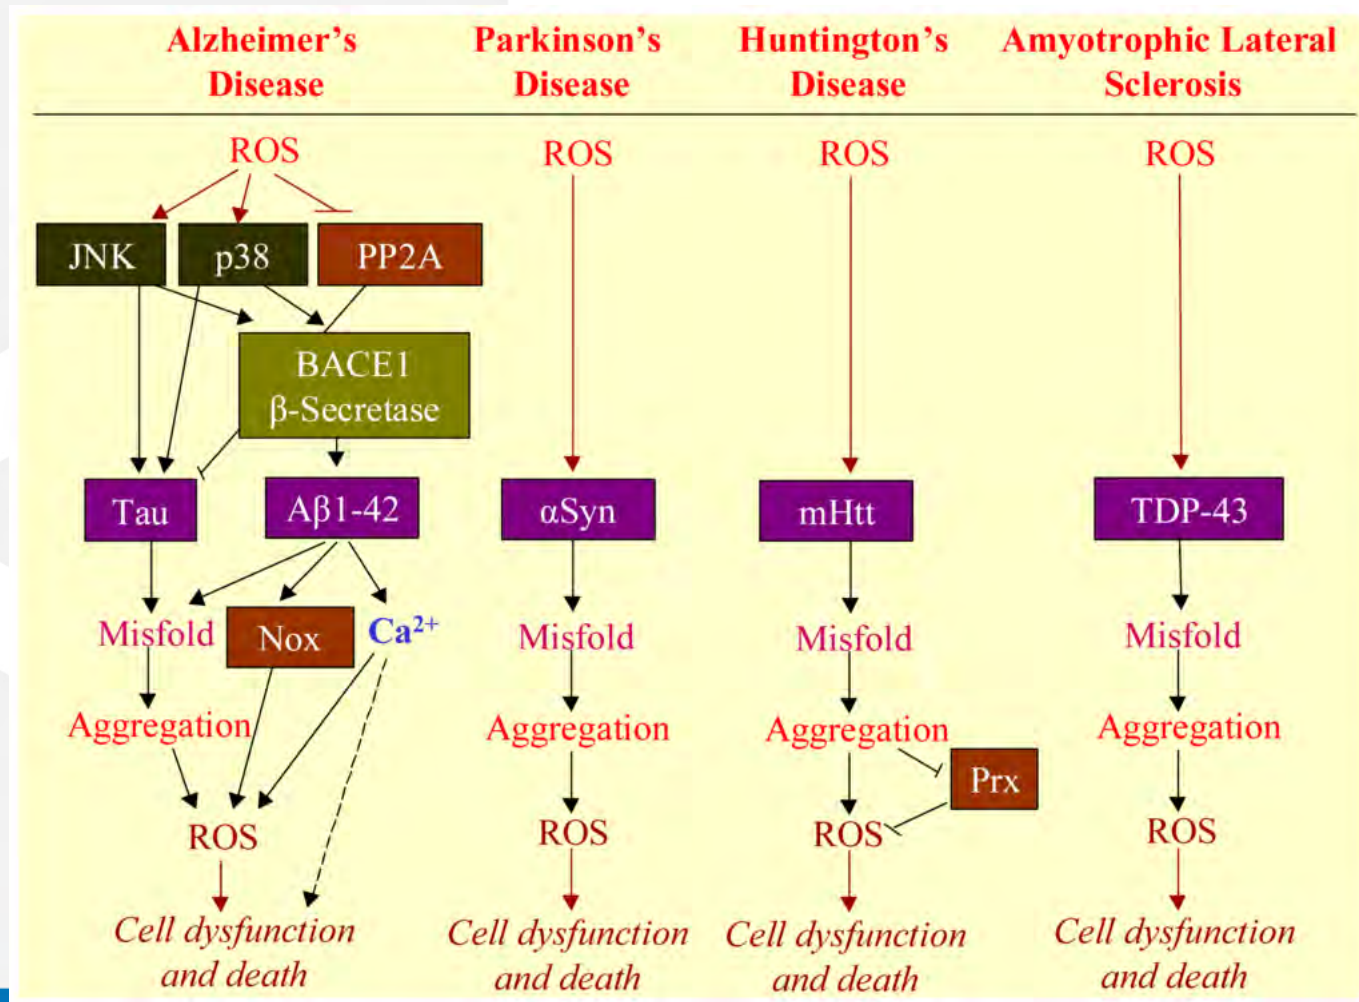 Alzheimer's
Disease
Parkinson's
Disease
Huntington's
Disease
Amyotrophic Lateral
Sclerosis
ROS
ROS
ROS
ROS
JNK
p38
PP2A
BACE1
β-Secretase
Tau
Aβ1-42
αSyn
mHtt
TDP-43
Misfold
Nox
Ca²⁺
Misfold
Misfold
Misfold
Aggregation
Aggregation
Aggregation
Aggregation
Prx
ROS
ROS
ROS
ROS
Cell dysfunction
and death
Cell dysfunction
and death
Cell dysfunction
and death
Cell dysfunction
and death